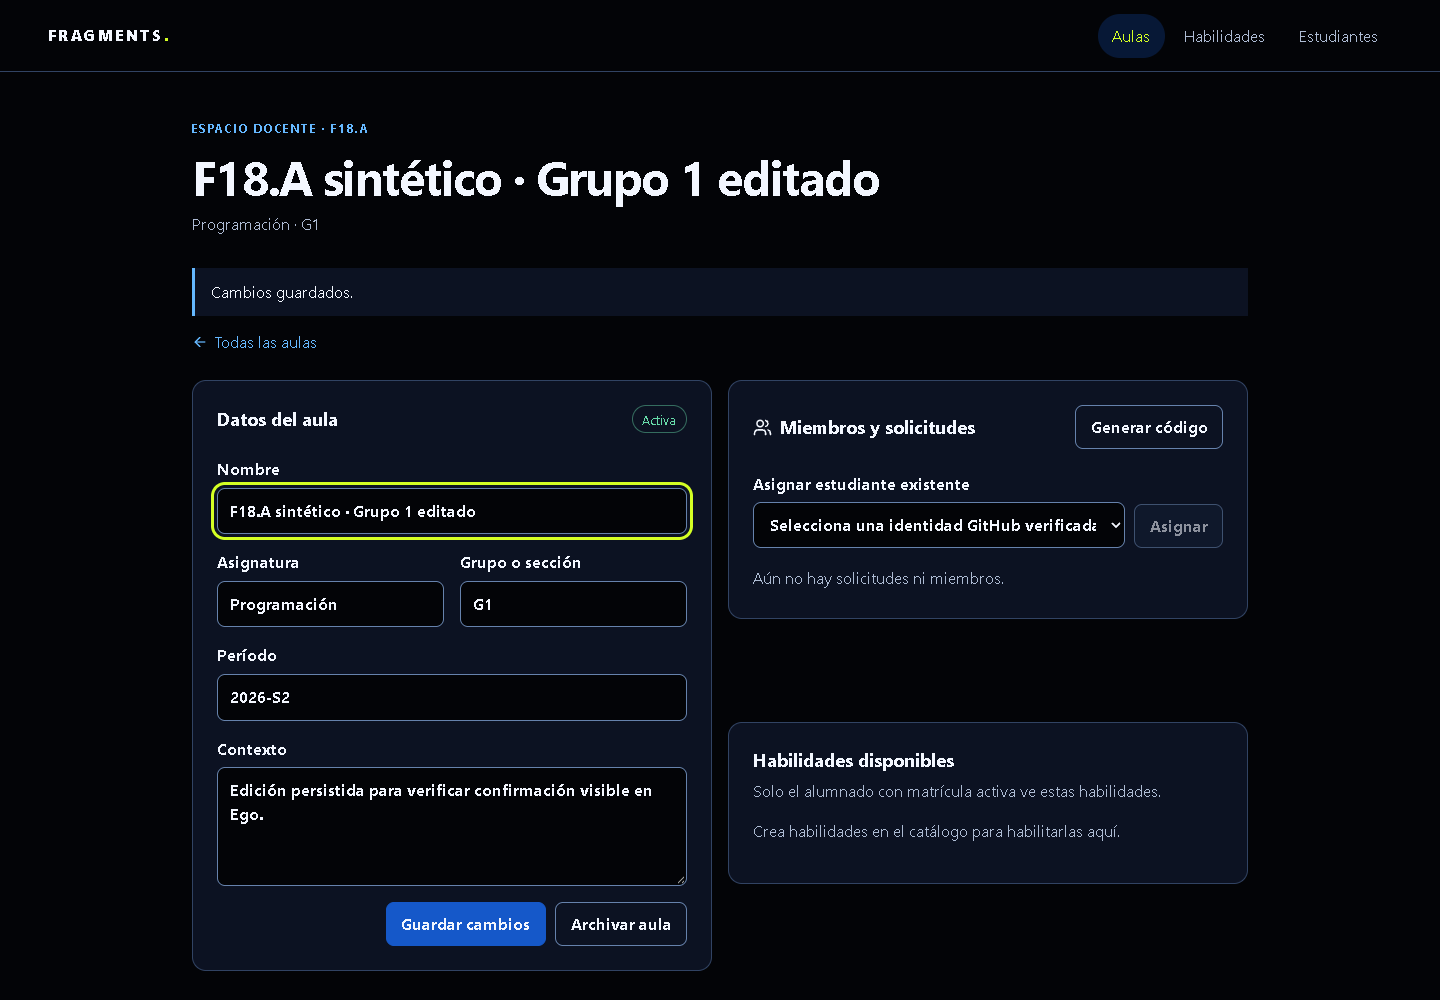 FRAGMENTS.
Aulas
Habilidades
Estudiantes
ESPACIO DOCENTE · F18.A
F18.A sintético · Grupo 1 editado
Programación · G1
Cambios guardados.
← Todas las aulas
Datos del aula
Activa
Nombre
F18.A sintético · Grupo 1 editado
Asignatura
Grupo o sección
Programación
G1
Período
2026-S2
Contexto
Edición persistida para verificar confirmación visible en
Ego.
Guardar cambios
Archivar aula
Miembros y solicitudes
Generar código
Asignar estudiante existente
Selecciona una identidad GitHub verificada
Asignar
Aún no hay solicitudes ni miembros.
Habilidades disponibles
Solo el alumnado con matrícula activa ve estas habilidades.
Crea habilidades en el catálogo para habilitarlas aquí.